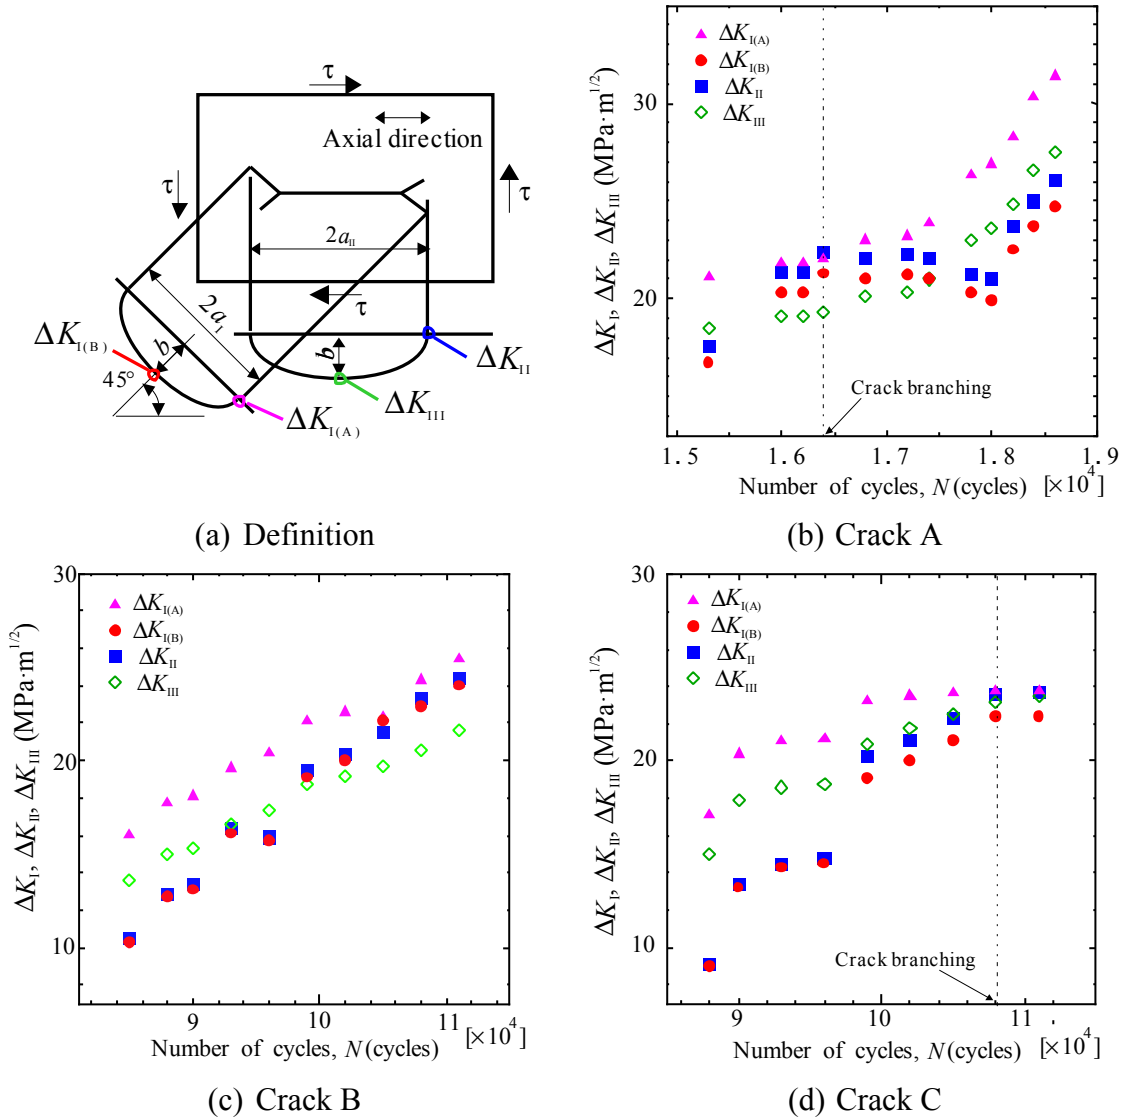 τ
Axial direction
τ
τ
2a_II
τ
2a_I
b
b
ΔK_I(B)
45°
ΔK_II
ΔK_III
ΔK_I(A)
(a) Definition
ΔK_I(A)
ΔK_I(B)
ΔK_II
ΔK_III
ΔK_I, ΔK_II, ΔK_III (MPa·m^1/2)
30
20
Crack branching
1.5 1.6 1.7 1.8 1.9
Number of cycles, N (cycles) [×10^4]
(b) Crack A
ΔK_I(A)
ΔK_I(B)
ΔK_II
ΔK_III
ΔK_I, ΔK_II, ΔK_III (MPa·m^1/2)
30
20
10
9 10 11
Number of cycles, N (cycles) [×10^4]
(c) Crack B
ΔK_I(A)
ΔK_I(B)
ΔK_II
ΔK_III
ΔK_I, ΔK_II, ΔK_III (MPa·m^1/2)
30
20
10
Crack branching
9 10 11
Number of cycles, N (cycles) [×10^4]
(d) Crack C